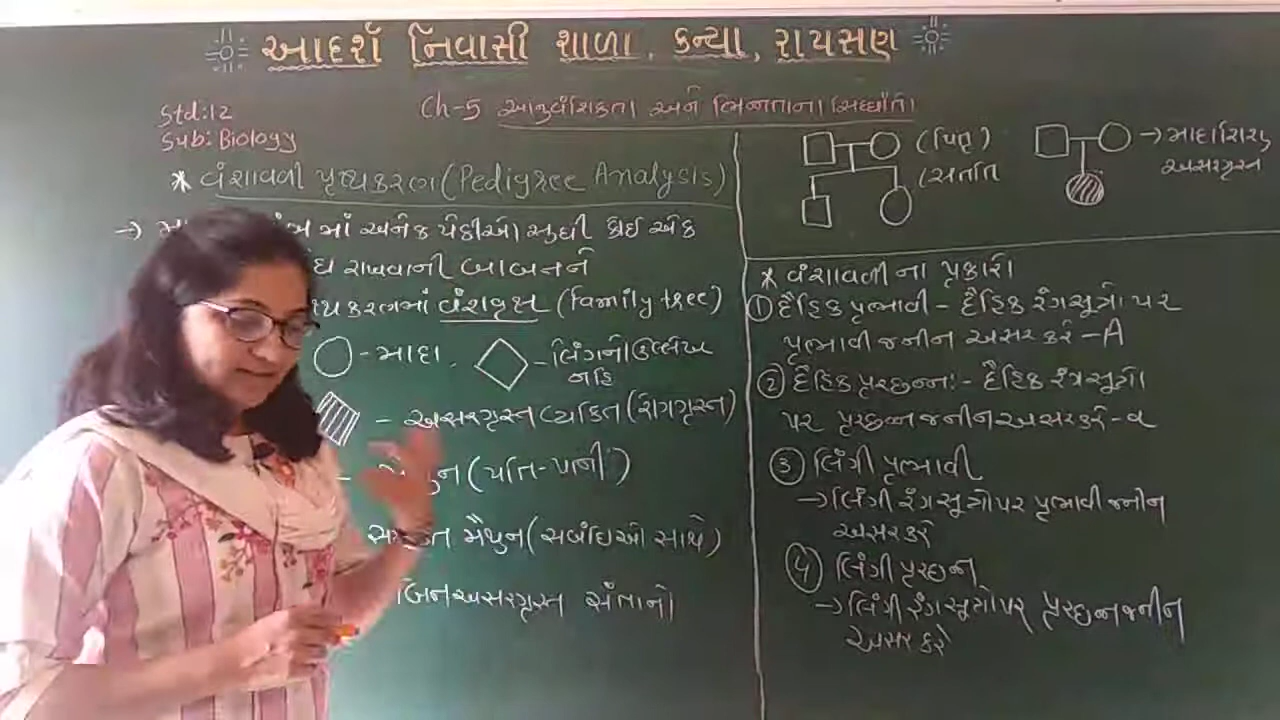 આદર્શ નિવાસી શાળા, કન્યા, રાયસણ
Std:12
Sub: Biology
Ch-5 આનુવંશિકતા અને ભિન્નતાના સિદ્ધાંતો
* વંશાવળી પૃથ્થકરણ (Pedigree Analysis)
→ માં અનેક પેઢીઓ સુધી કોઈ એક
રાખવાની બાબતને
વંશવૃક્ષ (Family tree)
- માદા.
- લિંગનો ઉલ્લેખ
નહિ
- અસરગ્રસ્ત વ્યક્તિ (રોગગ્રસ્ત)
(પતિ-પત્ની)
મૈથુન (સબંધિઓ સાથે)
બિનઅસરગ્રસ્ત સંતાનો
(પિતૃ)
(સંતતિ
→ માદા
અસરગ્રસ્ત
* વંશાવળી ના પ્રકારો
① દૈહિક પ્રભાવી - દૈહિક રંગસૂત્રો પર
પ્રભાવી જનીન અસર કરે - A
② દૈહિક પ્રચ્છન્ન :- દૈહિક રંગસૂત્રો
પર પ્રચ્છન્ન જનીન અસર કરે - a
③ લિંગી પ્રભાવી
→ લિંગી રંગસૂત્રો પર પ્રભાવી જનીન
અસર કરે
④ લિંગી પ્રચ્છન્ન
→ લિંગી રંગસૂત્રો પર પ્રચ્છન્ન જનીન
અસર કરે